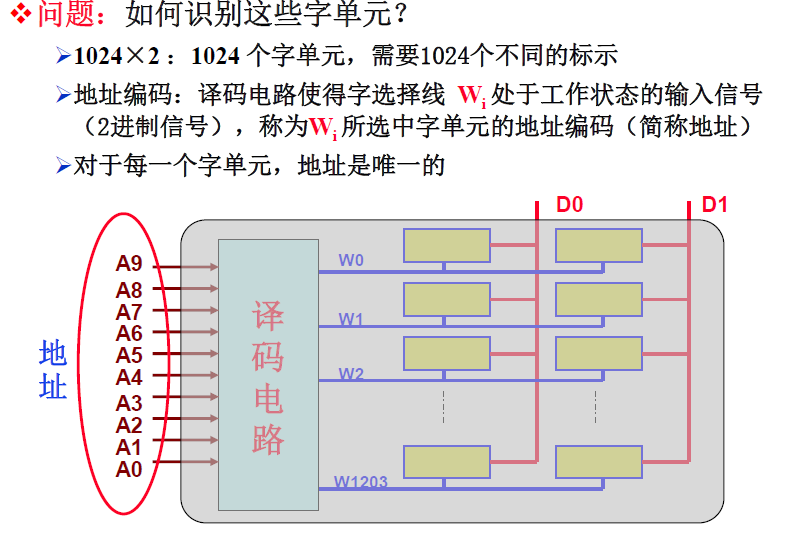 ❖问题：如何识别这些字单元？
➢1024×2：1024 个字单元，需要1024个不同的标示
➢地址编码：译码电路使得字选择线 Wi 处于工作状态的输入信号
（2进制信号），称为Wi 所选中字单元的地址编码（简称地址）
➢对于每一个字单元，地址是唯一的
D0 D1
A9
A8
A7
A6
A5
A4
A3
A2
A1
A0
地址
译码电路
W0
W1
W2
W1203